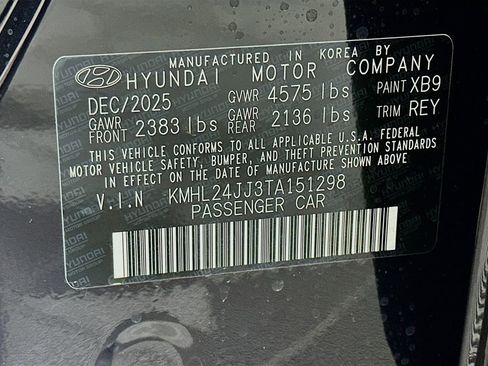 MANUFACTURED IN KOREA BY
HYUNDAI MOTOR COMPANY
DEC/2025 GVWR 4575 lbs PAINT XB9
GAWR FRONT 2383 lbs GAWR REAR 2136 lbs TRIM REY
THIS VEHICLE CONFORMS TO ALL APPLICABLE U.S.A. FEDERAL
MOTOR VEHICLE SAFETY, BUMPER, AND THEFT PREVENTION STANDARDS
IN EFFECT ON THE DATE OF MANUFACTURE SHOWN ABOVE.
V.I.N KMHL24JJ3TA151298
PASSENGER CAR